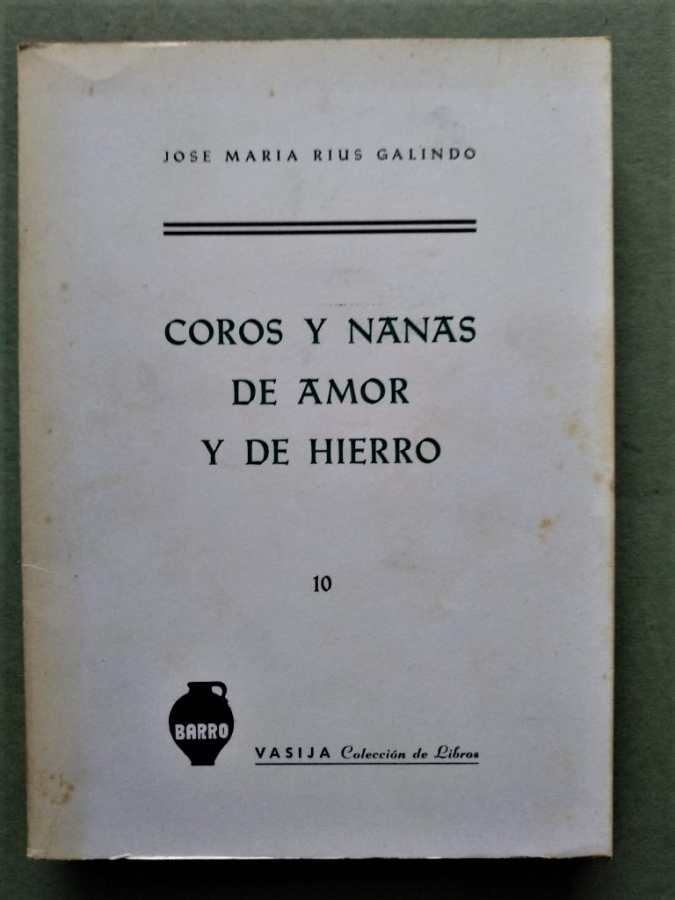 JOSE MARIA RIUS GALINDO
COROS Y NANAS
DE AMOR
Y DE HIERRO
10
BARRO
VASIJA Colección de Libros